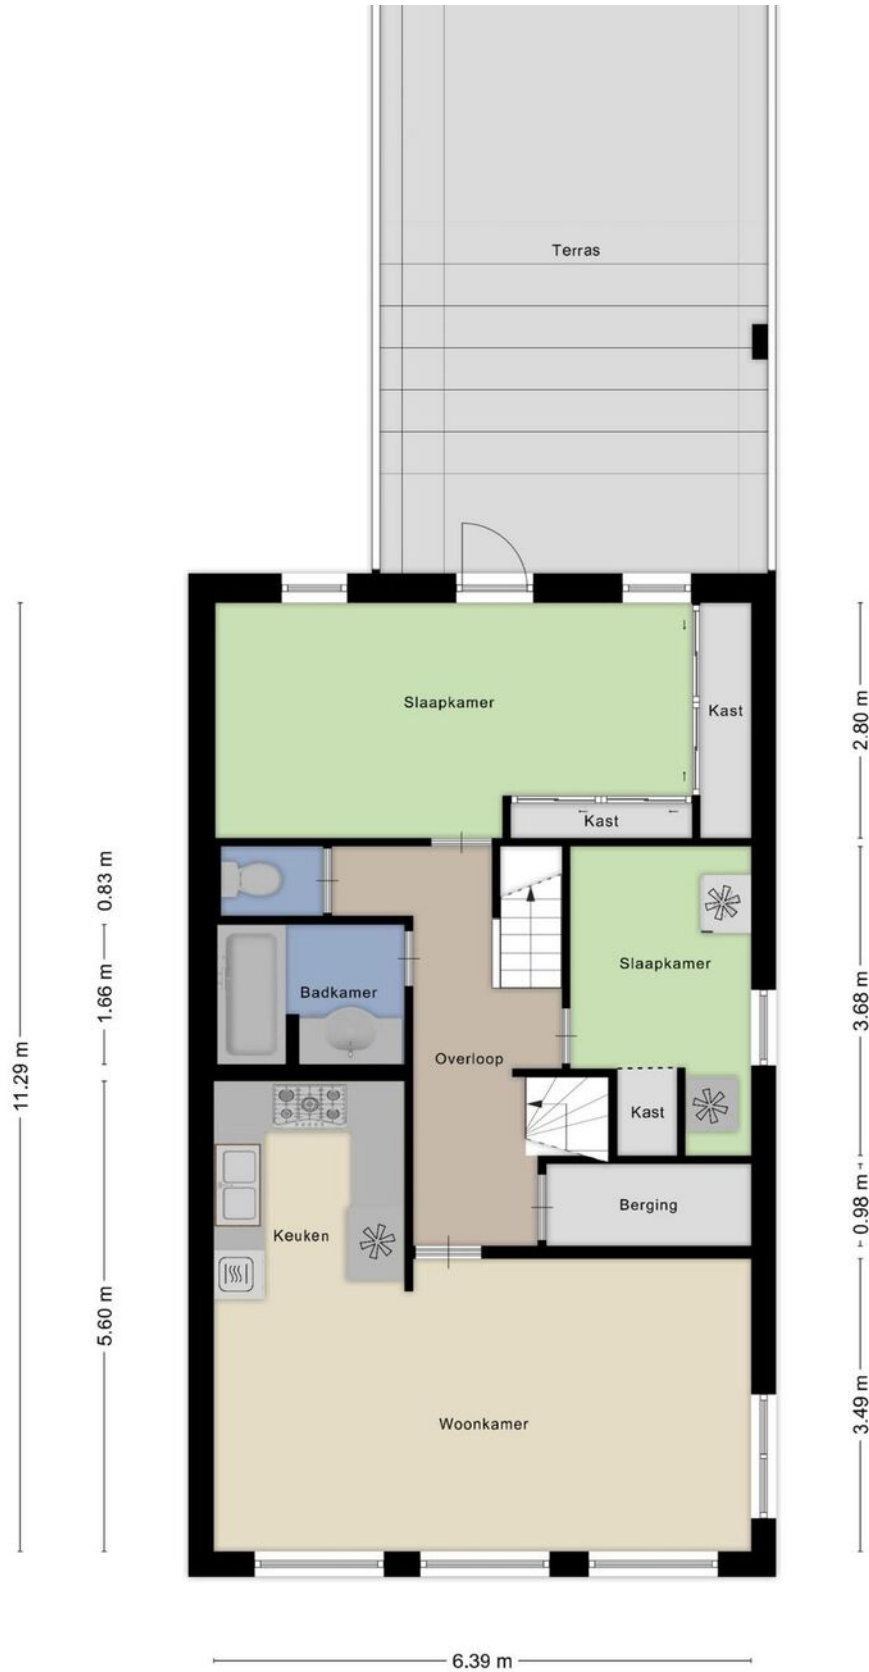 Terras
Slaapkamer
Kast
2.80 m
Kast
0.83 m
Slaapkamer
1.66 m
Badkamer
3.68 m
11.29 m
Overloop
Kast
Berging
0.98 m
Keuken
5.60 m
Woonkamer
3.49 m
6.39 m